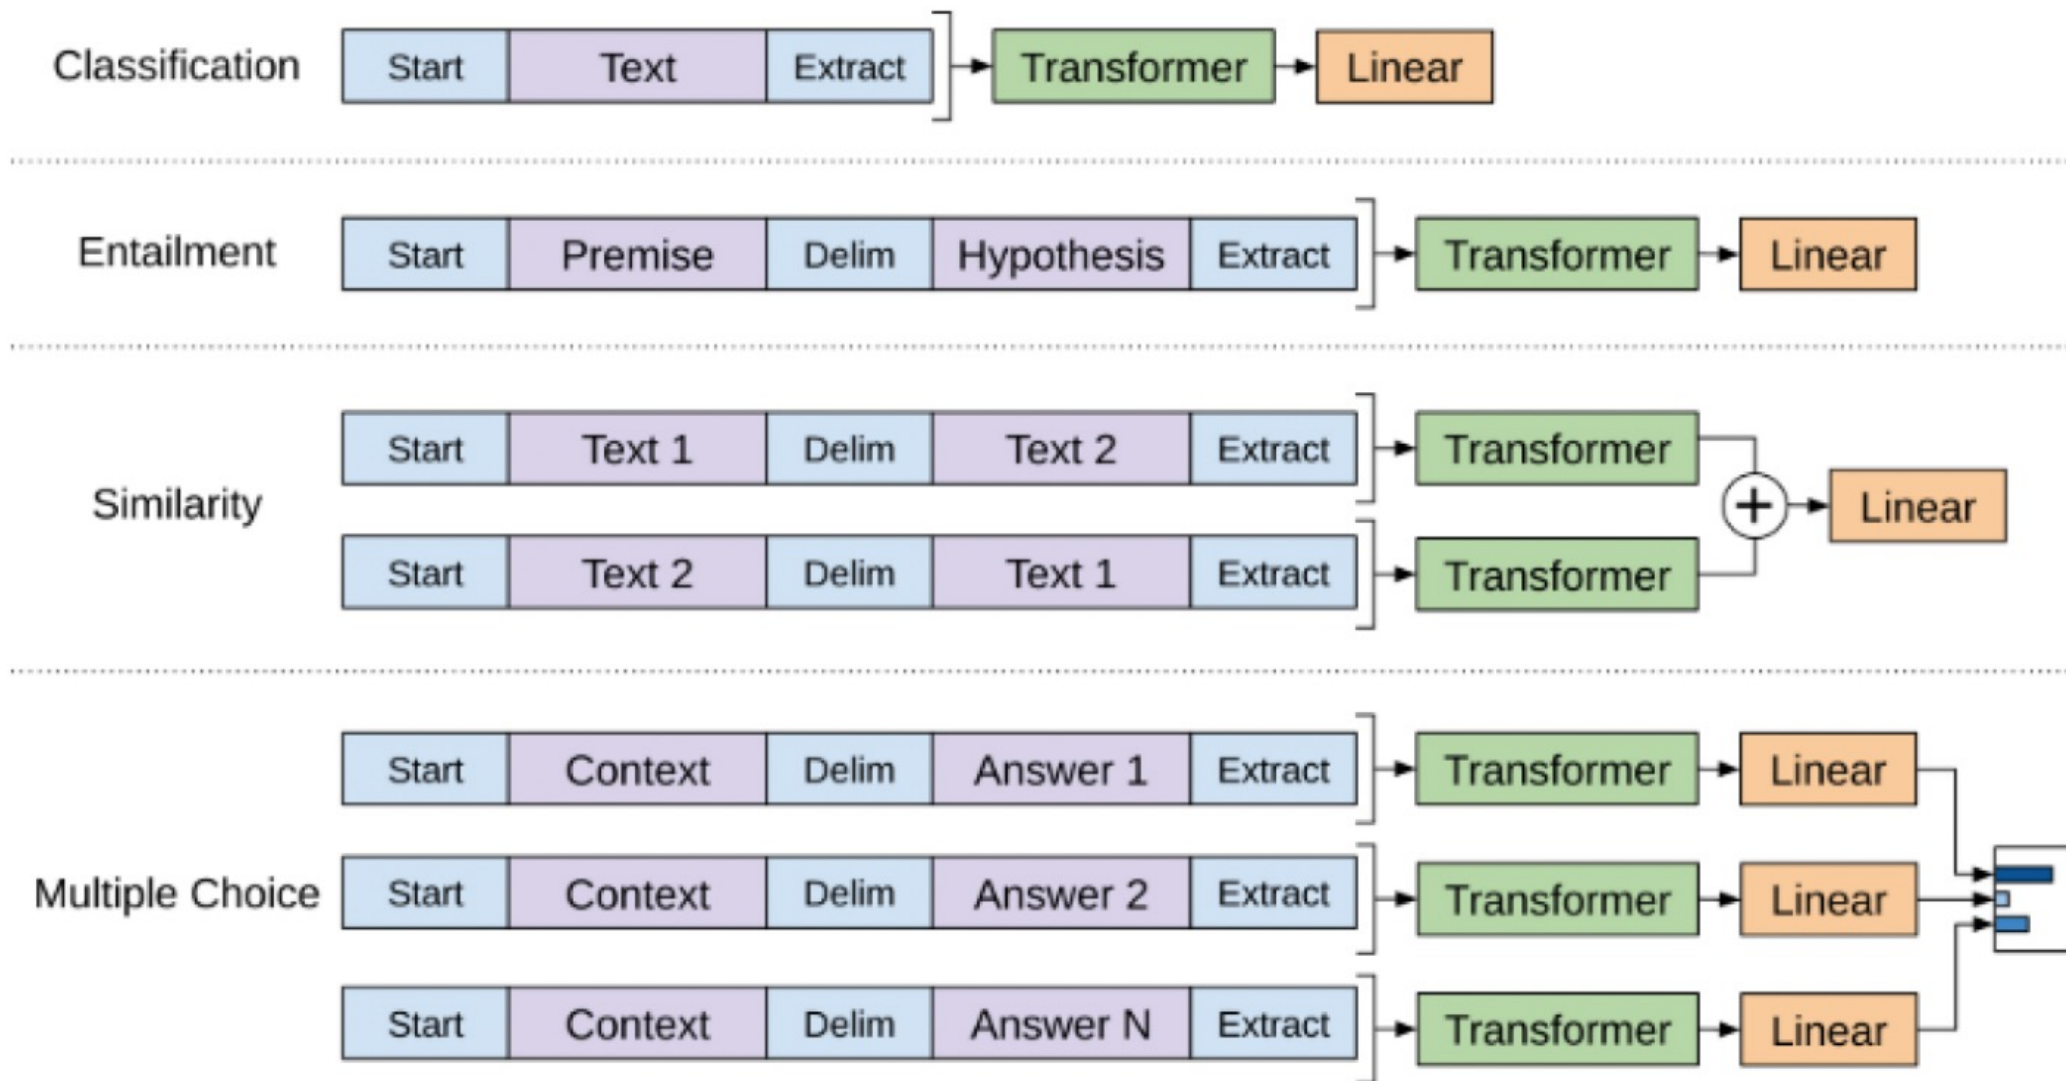 Classification Start Text Extract Transformer Linear
Entailment Start Premise Delim Hypothesis Extract Transformer Linear
Start Text 1 Delim Text 2 Extract Transformer
Similarity Linear
Start Text 2 Delim Text 1 Extract Transformer
Start Context Delim Answer 1 Extract Transformer Linear
Multiple Choice Start Context Delim Answer 2 Extract Transformer Linear
Start Context Delim Answer N Extract Transformer Linear